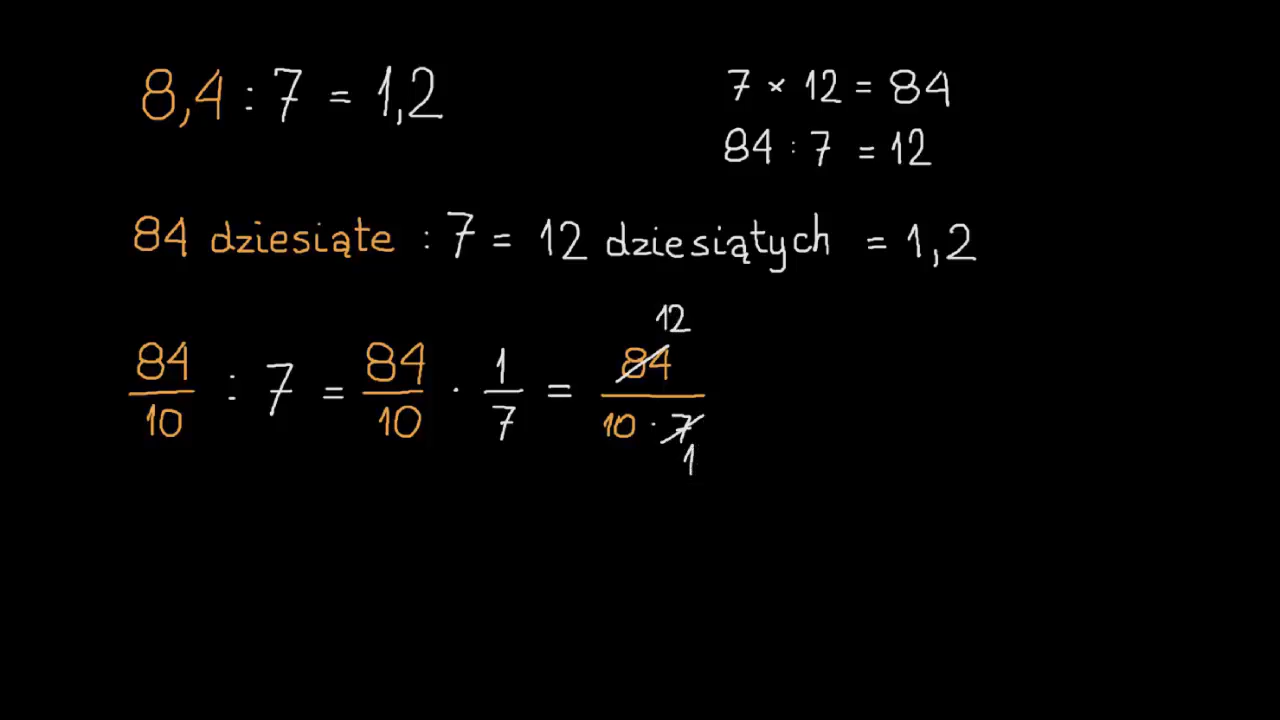 8,4 : 7 = 1,2
7 × 12 = 84
84 : 7 = 12
84 dziesiąte : 7 = 12 dziesiątych = 1,2
84/10 : 7 = 84/10 · 1/7 = 84/(10 · 7) 12 1